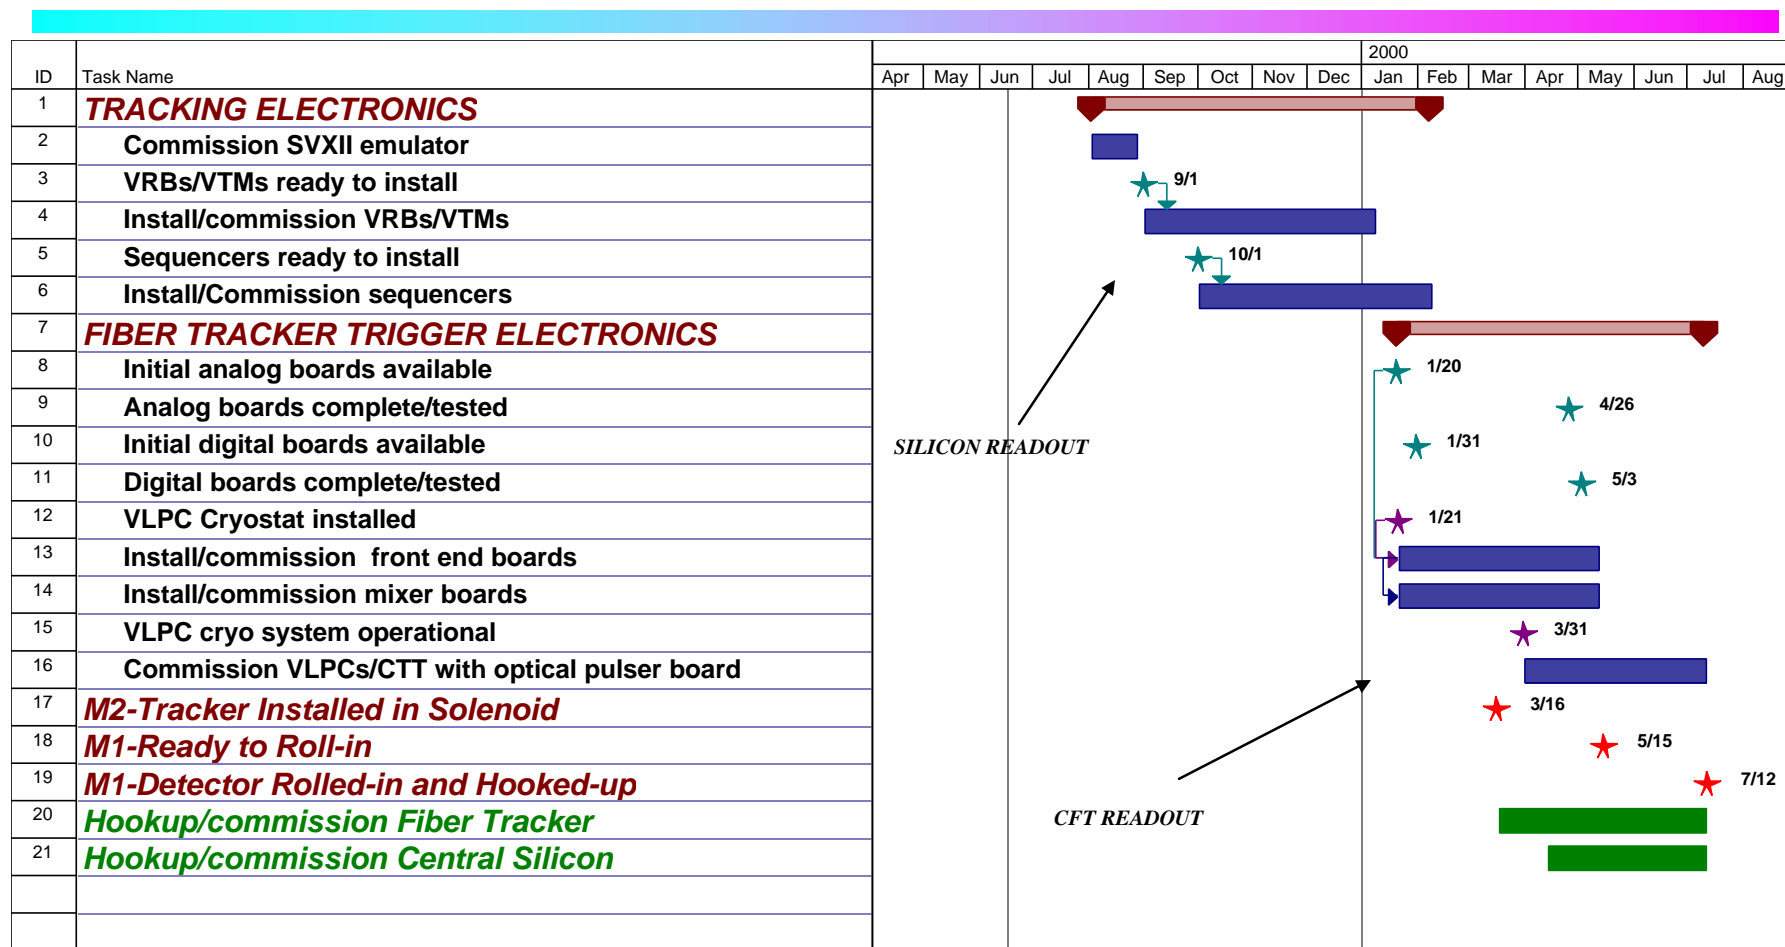 2000
ID Task Name Apr May Jun Jul Aug Sep Oct Nov Dec Jan Feb Mar Apr May Jun Jul Aug
1 TRACKING ELECTRONICS
2 Commission SVXII emulator
3 VRBs/VTMs ready to install 9/1
4 Install/commission VRBs/VTMs
5 Sequencers ready to install 10/1
6 Install/Commission sequencers
7 FIBER TRACKER TRIGGER ELECTRONICS
8 Initial analog boards available 1/20
9 Analog boards complete/tested 4/26
10 Initial digital boards available 1/31
SILICON READOUT
11 Digital boards complete/tested 5/3
12 VLPC Cryostat installed 1/21
13 Install/commission  front end boards
14 Install/commission mixer boards
15 VLPC cryo system operational 3/31
16 Commission VLPCs/CTT with optical pulser board
17 M2-Tracker Installed in Solenoid 3/16
18 M1-Ready to Roll-in 5/15
19 M1-Detector Rolled-in and Hooked-up 7/12
20 Hookup/commission Fiber Tracker
CFT READOUT
21 Hookup/commission Central Silicon